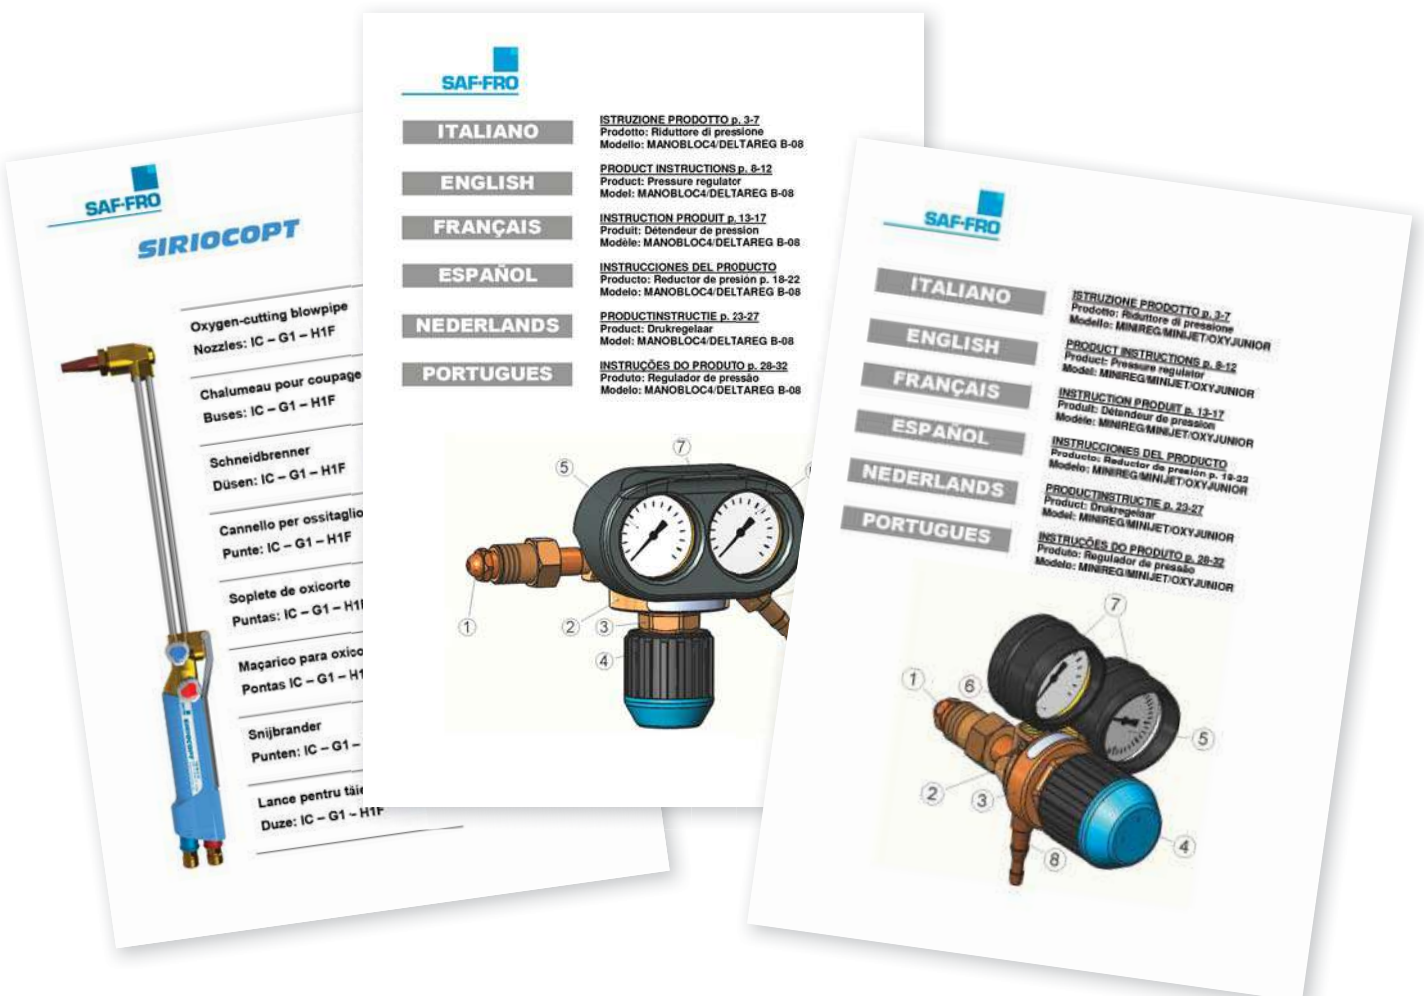 SAF-FRO
SIRIOCOPT
Oxygen-cutting blowpipe
Nozzles: IC – G1 – H1F
Chalumeau pour coupage
Buses: IC – G1 – H1F
Schneidbrenner
Düsen: IC – G1 – H1F
Cannello per ossitaglio
Punte: IC – G1 – H1F
Soplete de oxicorte
Puntas: IC – G1 – H1
Maçarico para oxico
Pontas IC – G1 – H1
Snijbrander
Punten: IC – G1 –
Lance pentru tăie
Duze: IC – G1 – H1F
SAF-FRO
ITALIANO
ISTRUZIONE PRODOTTO p. 3-7
Prodotto: Riduttore di pressione
Modello: MANOBLOC4/DELTAREG B-08
ENGLISH
PRODUCT INSTRUCTIONS p. 8-12
Product: Pressure regulator
Model: MANOBLOC4/DELTAREG B-08
FRANÇAIS
INSTRUCTION PRODUIT p. 13-17
Produit: Détendeur de pression
Modèle: MANOBLOC4/DELTAREG B-08
ESPAÑOL
INSTRUCCIONES DEL PRODUCTO
Producto: Reductor de presión p. 18-22
Modelo: MANOBLOC4/DELTAREG B-08
NEDERLANDS
PRODUCTINSTRUCTIE p. 23-27
Product: Drukregelaar
Model: MANOBLOC4/DELTAREG B-08
PORTUGUES
INSTRUÇÕES DO PRODUTO p. 28-32
Produto: Regulador de pressão
Modelo: MANOBLOC4/DELTAREG B-08
7
5
1
2
3
4
SAF-FRO
ITALIANO
ISTRUZIONE PRODOTTO p. 3-7
Prodotto: Riduttore di pressione
Modello: MINIREG/MINIJET/OXYJUNIOR
ENGLISH
PRODUCT INSTRUCTIONS p. 8-12
Product: Pressure regulator
Model: MINIREG/MINIJET/OXYJUNIOR
FRANÇAIS
INSTRUCTION PRODUIT p. 13-17
Produit: Détendeur de pression
Modèle: MINIREG/MINIJET/OXYJUNIOR
ESPAÑOL
INSTRUCCIONES DEL PRODUCTO
Producto: Reductor de presión p. 18-22
Modelo: MINIREG/MINIJET/OXYJUNIOR
NEDERLANDS
PRODUCTINSTRUCTIE p. 23-27
Product: Drukregelaar
Model: MINIREG/MINIJET/OXYJUNIOR
PORTUGUES
INSTRUÇÕES DO PRODUTO p. 28-32
Produto: Regulador de pressão
Modelo: MINIREG/MINIJET/OXYJUNIOR
7
1
6
5
2
3
4
8